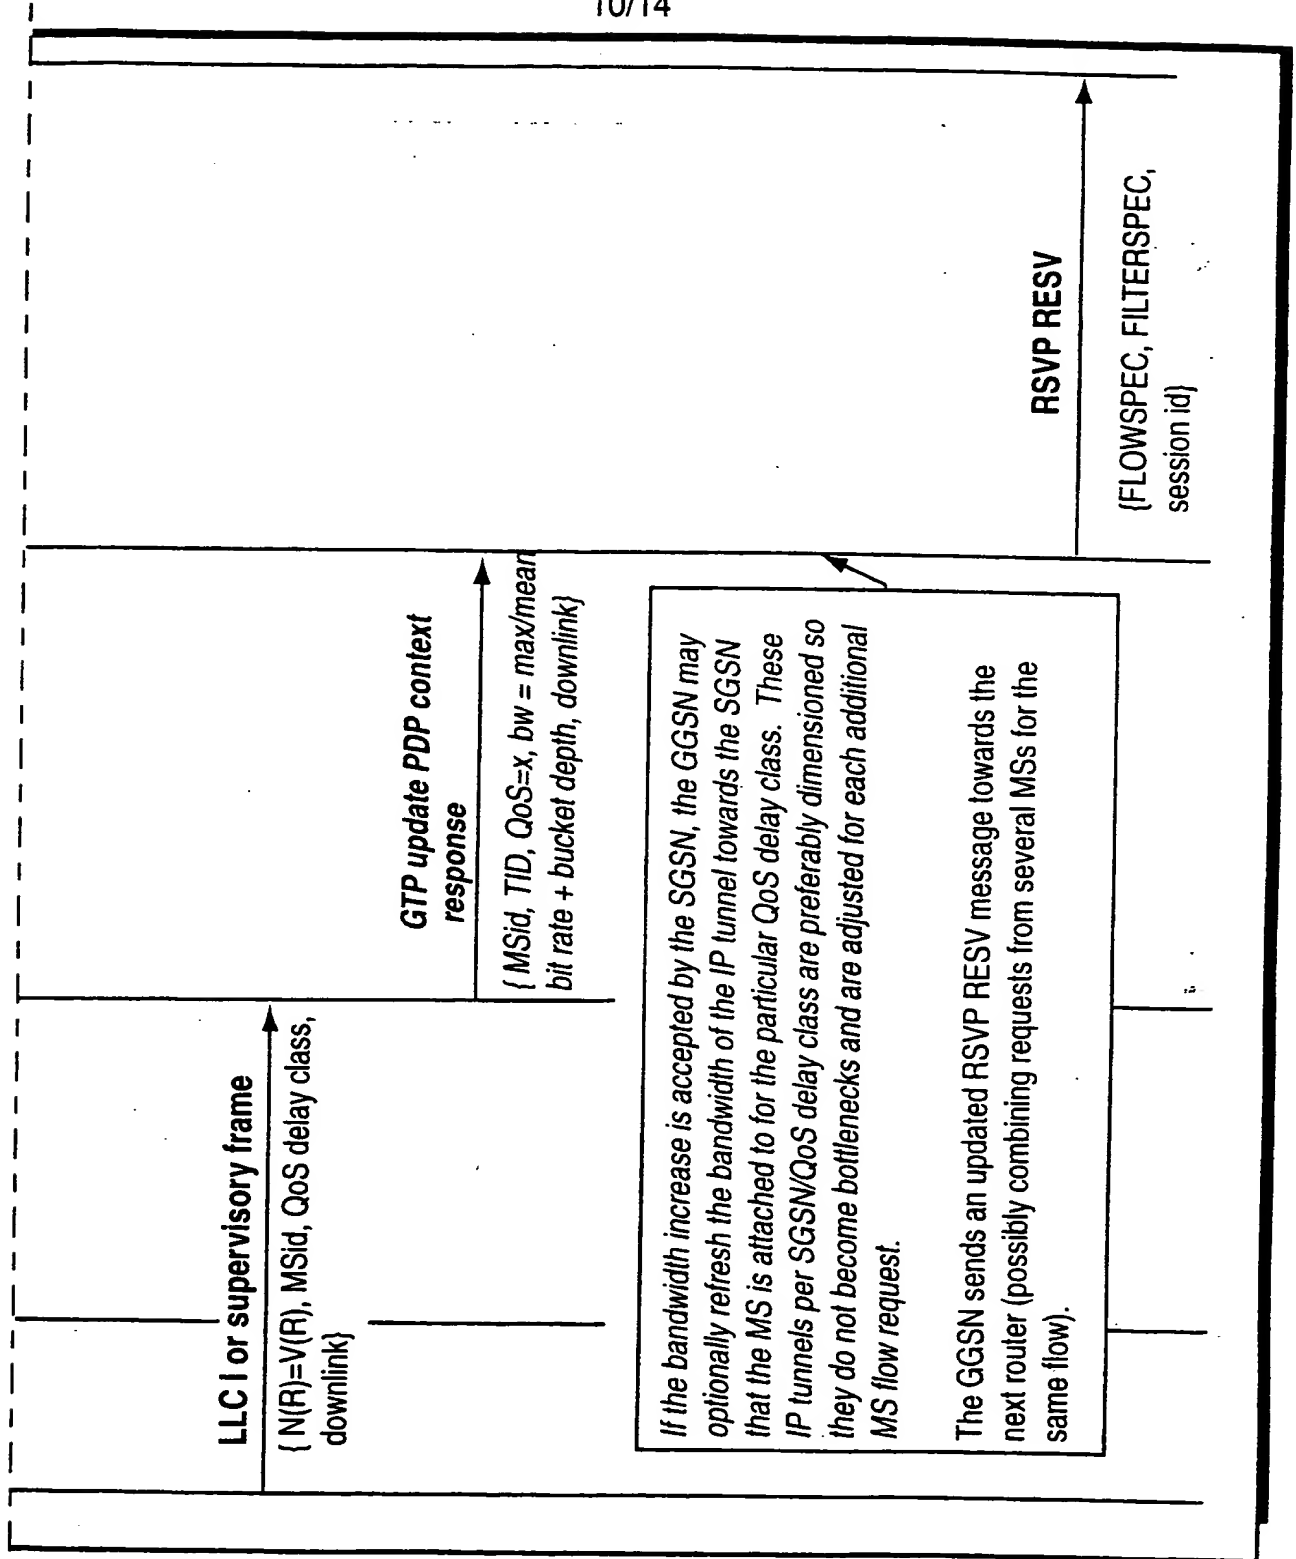 10/14
LLC I or supervisory frame
{ N(R)=V(R), MSid, QoS delay class,
downlink}
GTP update PDP context
response
{ MSid, TID, QoS=x, bw = max/mean
bit rate + bucket depth, downlink}
If the bandwidth increase is accepted by the SGSN, the GGSN may
optionally refresh the bandwidth of the IP tunnel towards the SGSN
that the MS is attached to for the particular QoS delay class. These
IP tunnels per SGSN/QoS delay class are preferably dimensioned so
they do not become bottlenecks and are adjusted for each additional
MS flow request.
The GGSN sends an updated RSVP RESV message towards the
next router (possibly combining requests from several MSs for the
same flow).
RSVP RESV
{FLOWSPEC, FILTERSPEC,
session id}